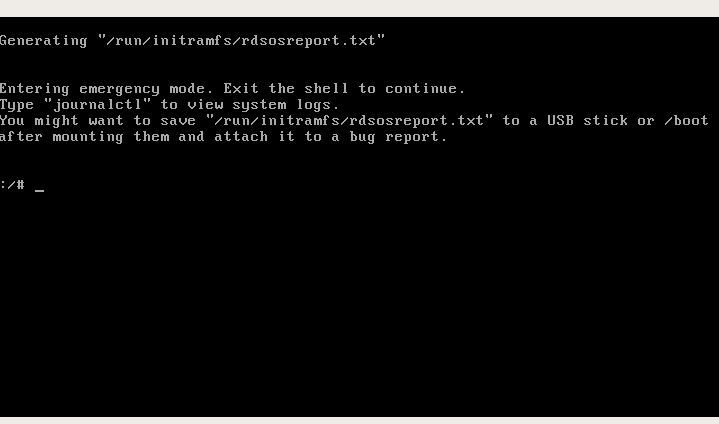 Generating "/run/initramfs/rdsosreport.txt"
Entering emergency mode. Exit the shell to continue.
Type "journalctl" to view system logs.
You might want to save "/run/initramfs/rdsosreport.txt" to a USB stick or /boot
after mounting them and attach it to a bug report.
:/# _